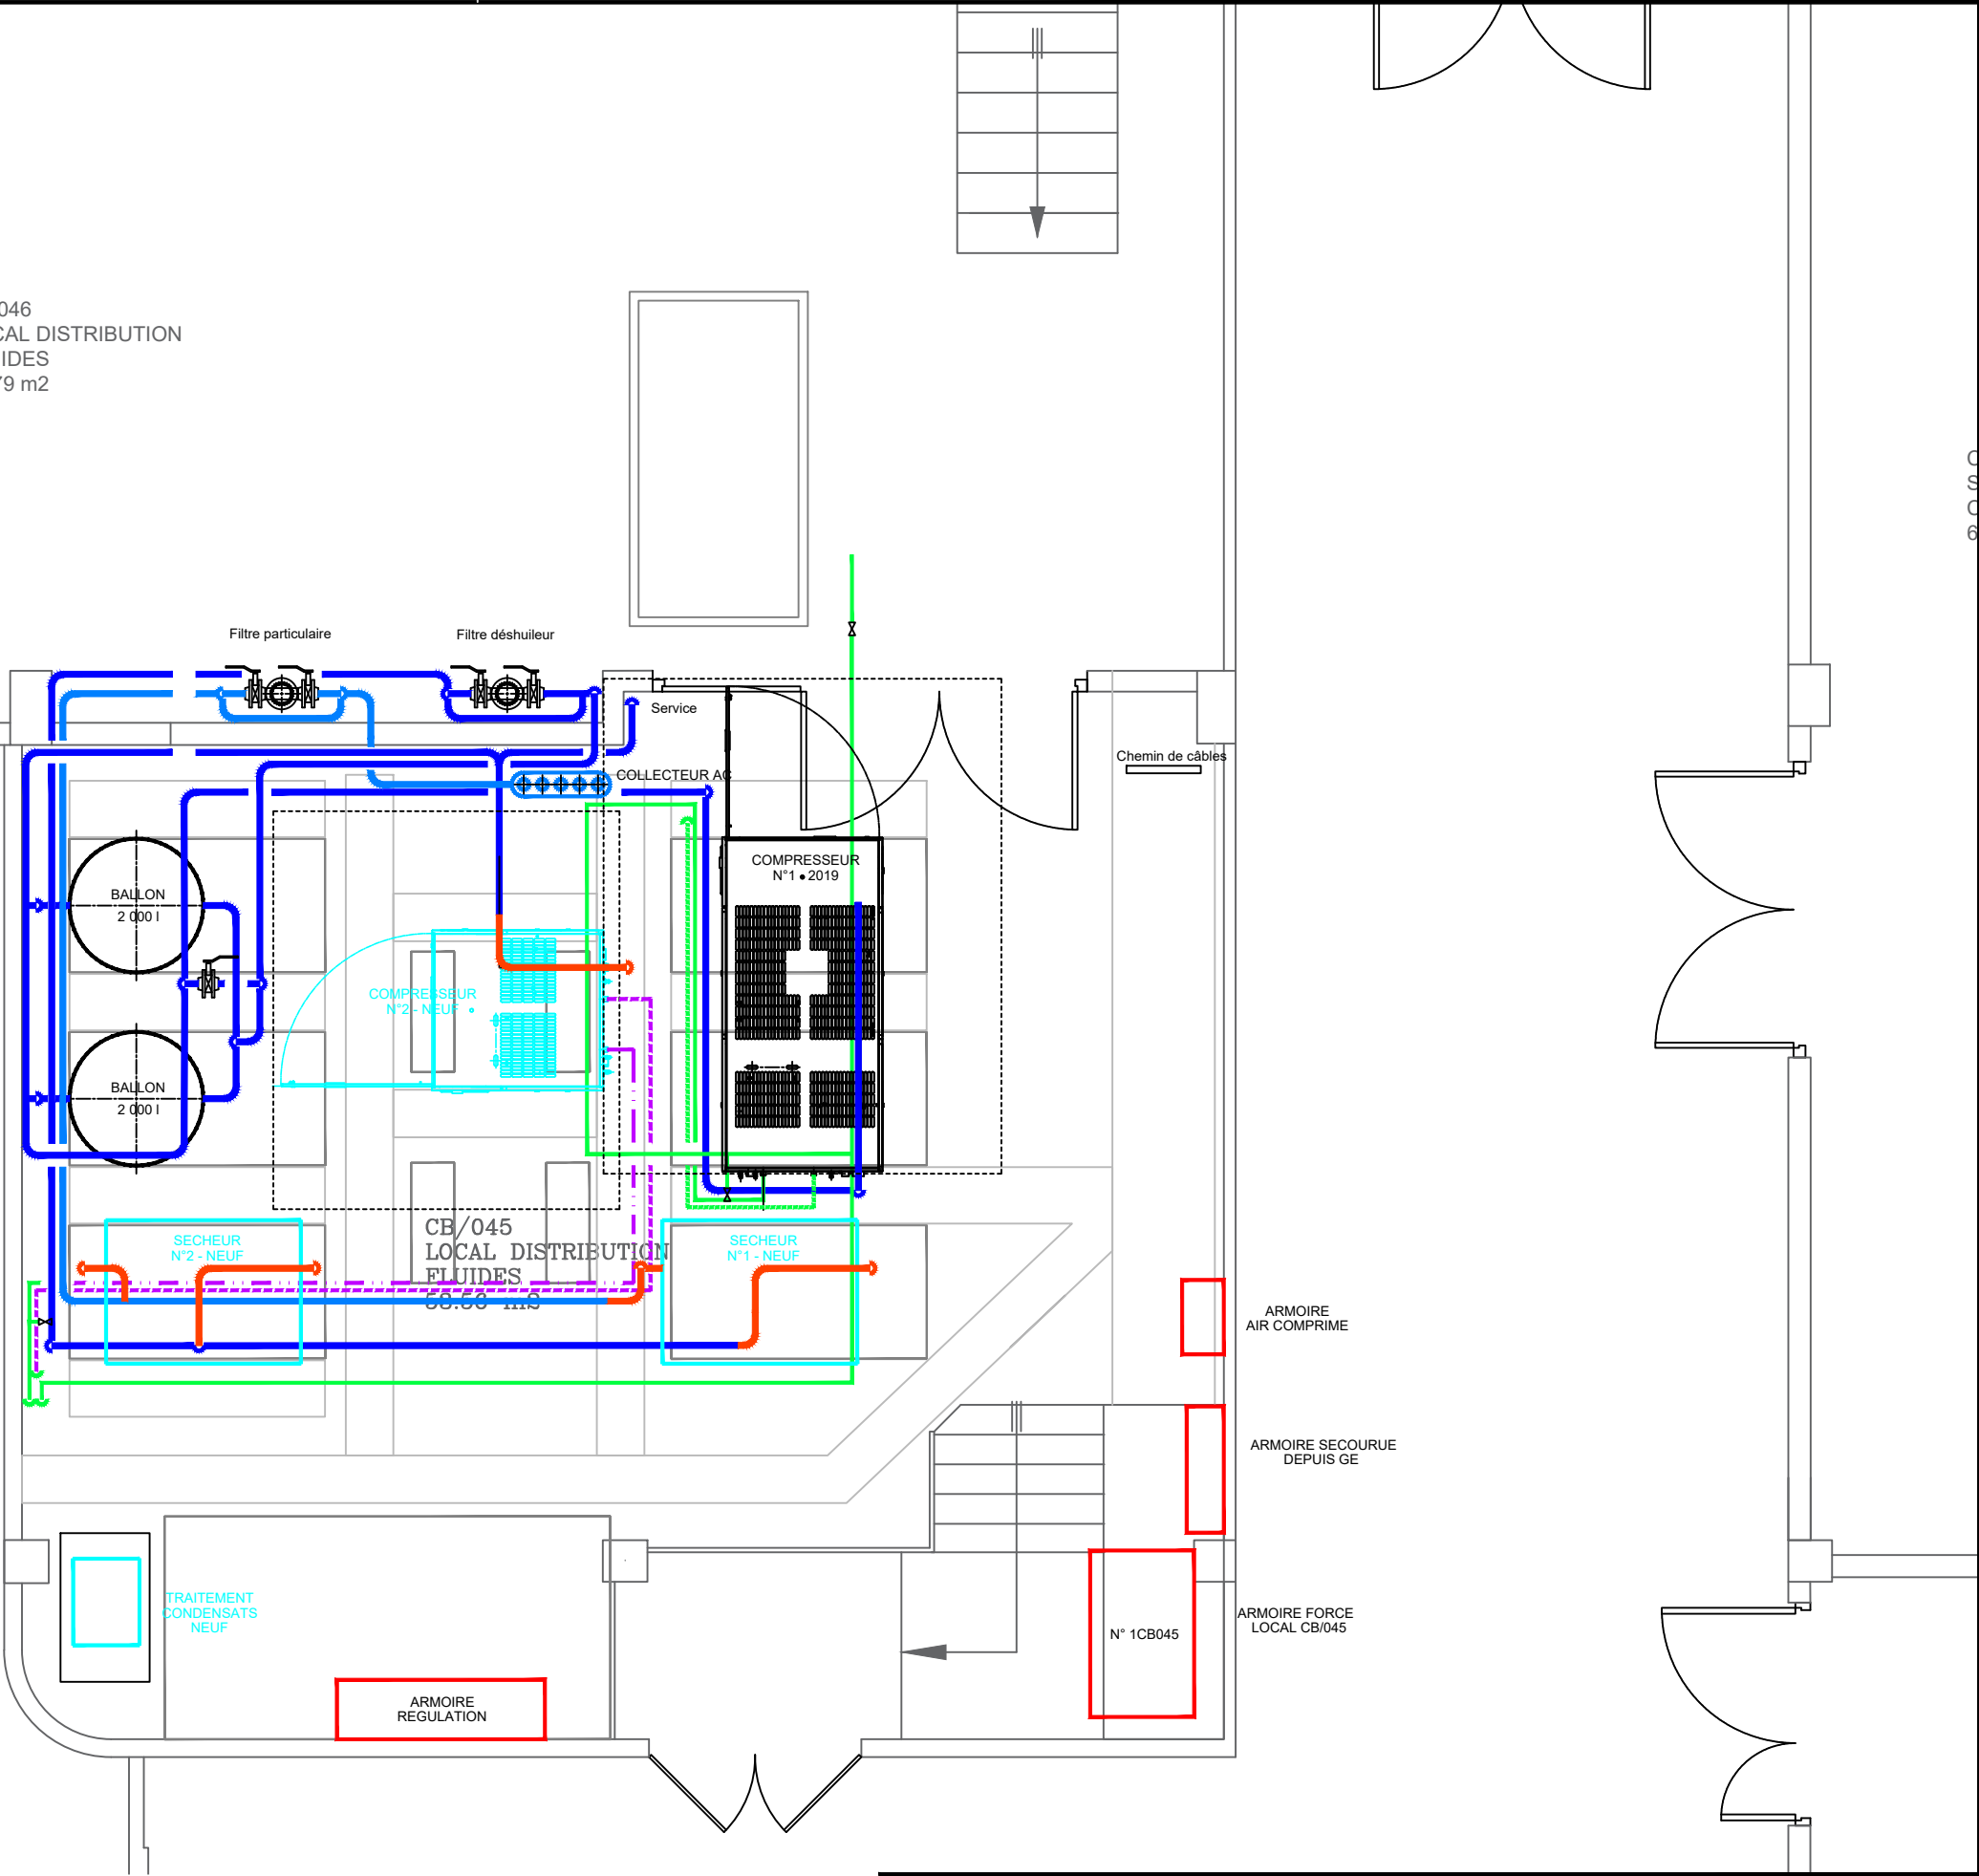 046
CAL DISTRIBUTION
IDES
79 m2
Filtre particulaire
Filtre déshuileur
Service
COLLECTEUR AC
Chemin de câbles
COMPRESSEUR
N°1 • 2019
BALLON
2 000 l
COMPRESSEUR
N°2 - NEUF •
BALLON
2 000 l
SECHEUR
N°2 - NEUF
CB/045
LOCAL DISTRIBUTION
FLUIDES
SECHEUR
N°1 - NEUF
ARMOIRE
AIR COMPRIME
ARMOIRE SECOURUE
DEPUIS GE
TRAITEMENT
CONDENSATS
NEUF
ARMOIRE
REGULATION
N° 1CB045
ARMOIRE FORCE
LOCAL CB/045